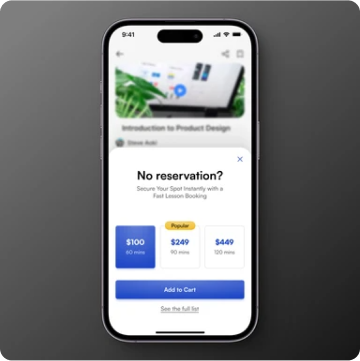 9:41
Introduction to Product Design
Steve Aoki
No reservation?
Secure Your Spot Instantly with a
Fast Lesson Booking
Popular
$100
$249
$449
60 mins
90 mins
120 mins
Add to Cart
See the full list